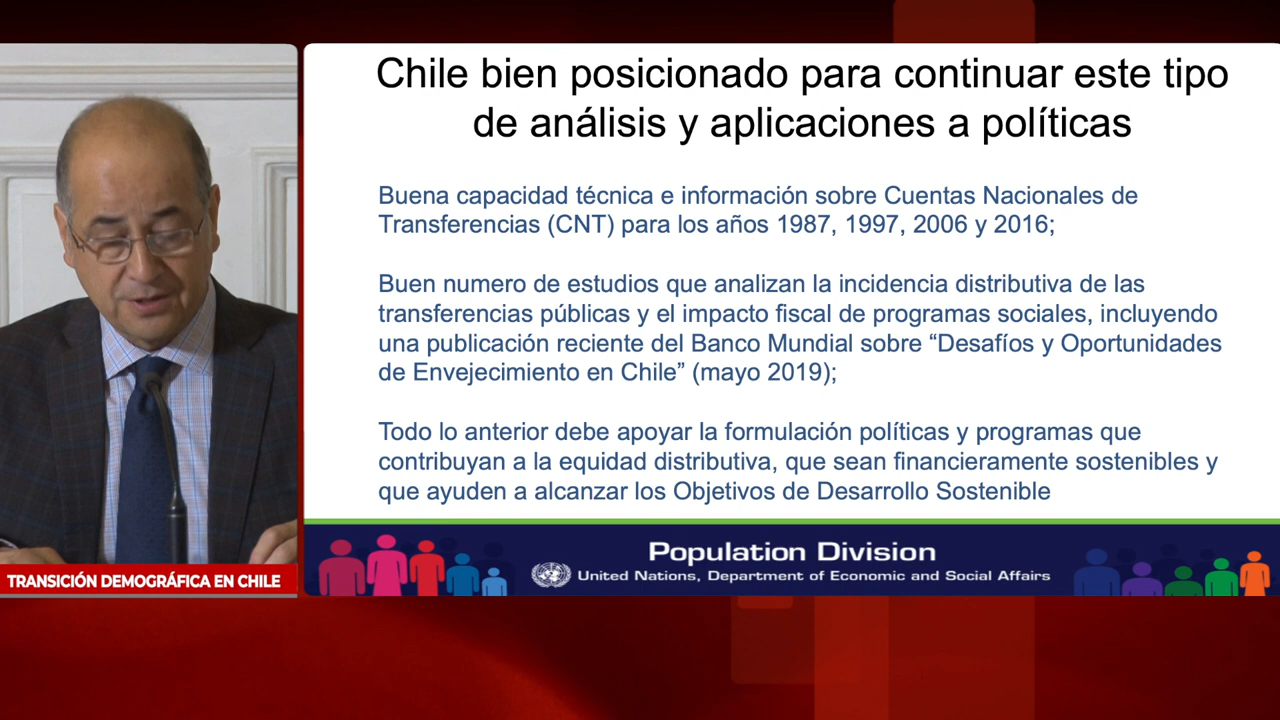 Chile bien posicionado para continuar este tipo
de análisis y aplicaciones a políticas
Buena capacidad técnica e información sobre Cuentas Nacionales de
Transferencias (CNT) para los años 1987, 1997, 2006 y 2016;
Buen numero de estudios que analizan la incidencia distributiva de las
transferencias públicas y el impacto fiscal de programas sociales, incluyendo
una publicación reciente del Banco Mundial sobre “Desafíos y Oportunidades
de Envejecimiento en Chile” (mayo 2019);
Todo lo anterior debe apoyar la formulación políticas y programas que
contribuyan a la equidad distributiva, que sean financieramente sostenibles y
que ayuden a alcanzar los Objetivos de Desarrollo Sostenible
Population Division
United Nations, Department of Economic and Social Affairs
TRANSICIÓN DEMOGRÁFICA EN CHILE